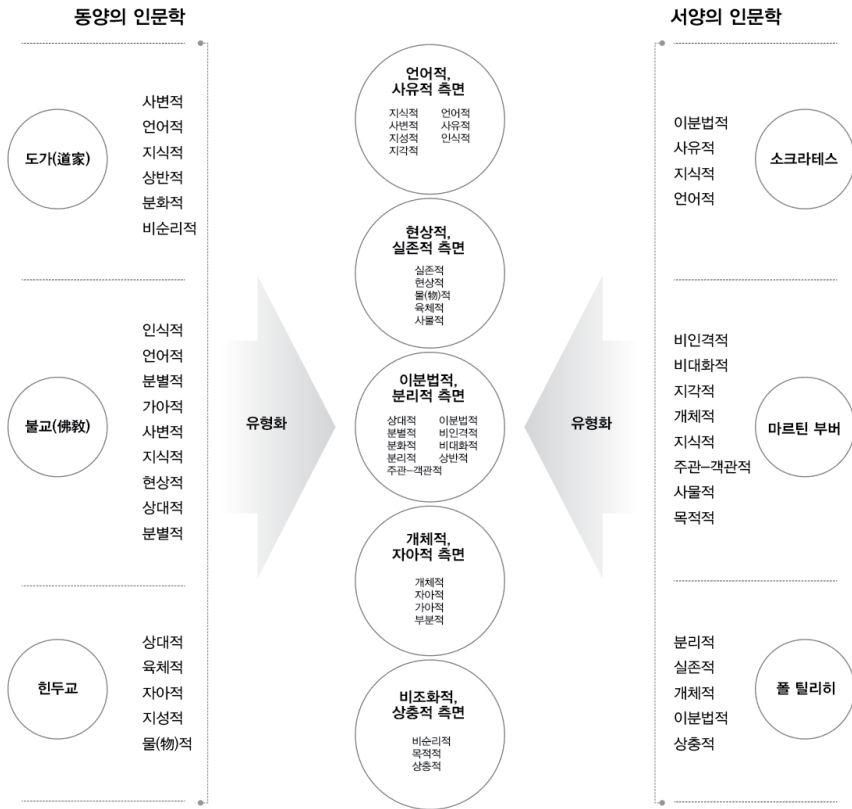 동양의 인문학
도가(道家)
사변적
언어적
지식적
상반적
분화적
비순리적
불교(佛敎)
인식적
언어적
분별적
가아적
사변적
지식적
현상적
상대적
분별적
힌두교
상대적
육체적
자아적
지성적
물(物)적
유형화
언어적,
사유적 측면
지식적 언어적
사변적 사유적
지성적 인식적
지각적
현상적,
실존적 측면
실존적
현상적
물(物)적
육체적
사물적
이분법적,
분리적 측면
상대적 이분법적
분별적 비인격적
분화적 비대화적
분리적 상반적
주관–객관적
개체적,
자아적 측면
개체적
자아적
가아적
부분적
비조화적,
상충적 측면
비순리적
목적적
상충적
유형화
서양의 인문학
이분법적
사유적
지식적
언어적
소크라테스
비인격적
비대화적
지각적
개체적
지식적
주관–객관적
사물적
목적적
마르틴 부버
분리적
실존적
개체적
이분법적
상충적
폴 틸리히